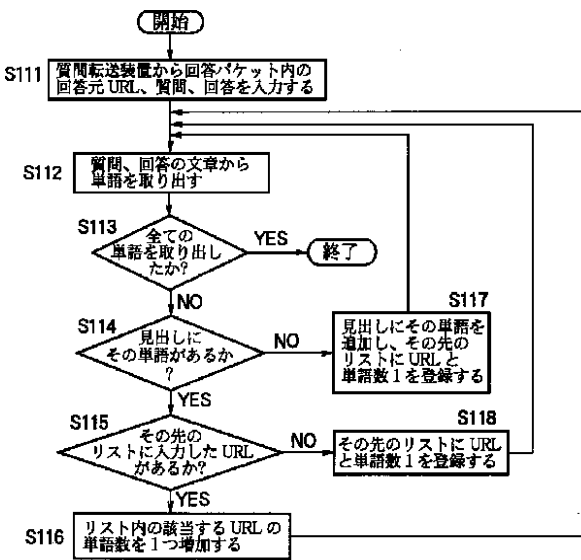 開始
S111
質問転送装置から回答パケット内の
回答元URL、質問、回答を入力する
S112
質問、回答の文章から
単語を取り出す
S113
全ての
単語を取り出し
たか?
YES
終了
NO
S114
見出しに
その単語があるか
?
NO
S117
見出しにその単語を
追加し、その先の
リストにURLと
単語数1を登録する
YES
S115
その先の
リストに入力したURL
があるか?
NO
S118
その先のリストにURL
と単語数1を登録する
YES
S116
リスト内の該当するURLの
単語数を1つ増加する